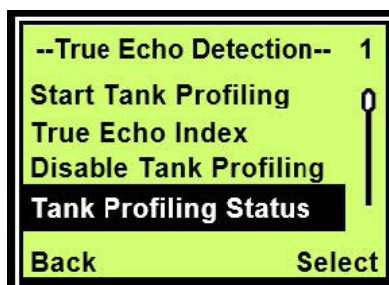 --True Echo Detection-- 1
Start Tank Profiling
True Echo Index
Disable Tank Profiling
Tank Profiling Status
Back Select